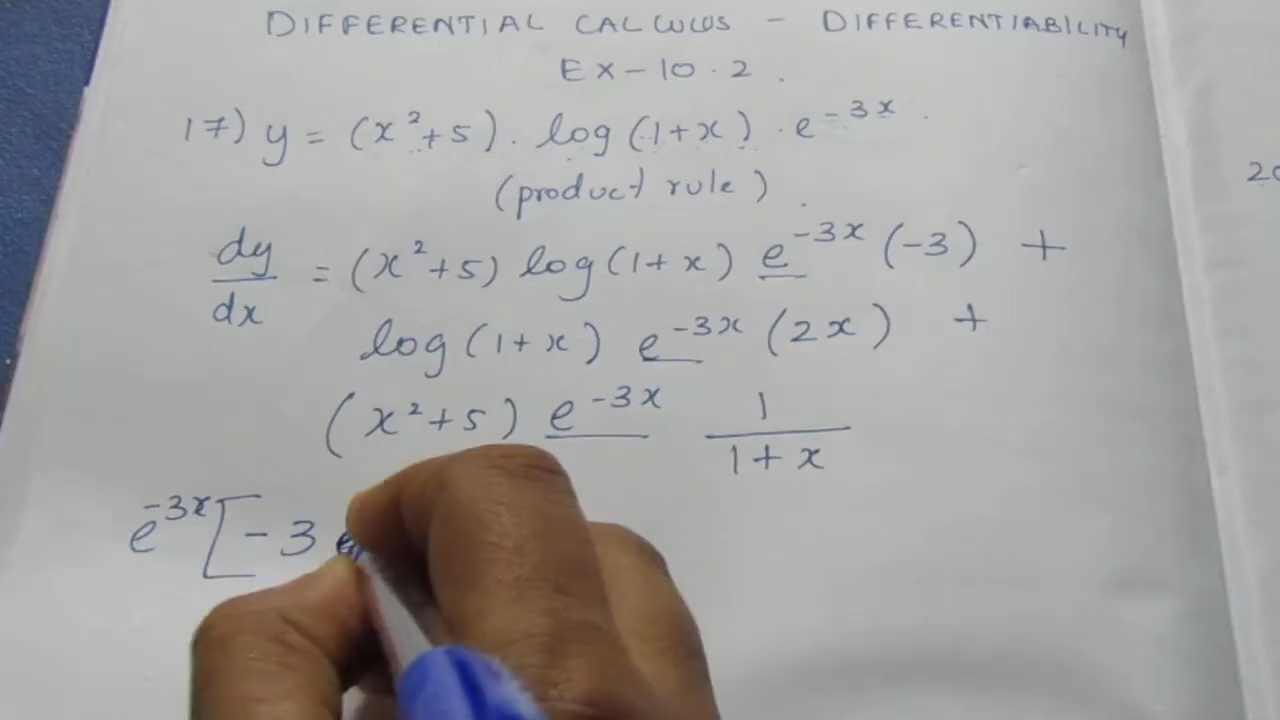 DIFFERENTIAL CALCULUS - DIFFERENTIABILITY
EX - 10.2.
17) y = (x²+5). log(1+x) . e^{-3x}.
(product rule).
dy/dx = (x²+5) log(1+x) e^{-3x} (-3) +
log(1+x) e^{-3x} (2x) +
(x²+5) e^{-3x} 1/(1+x)
e^{-3x} [ -3
20